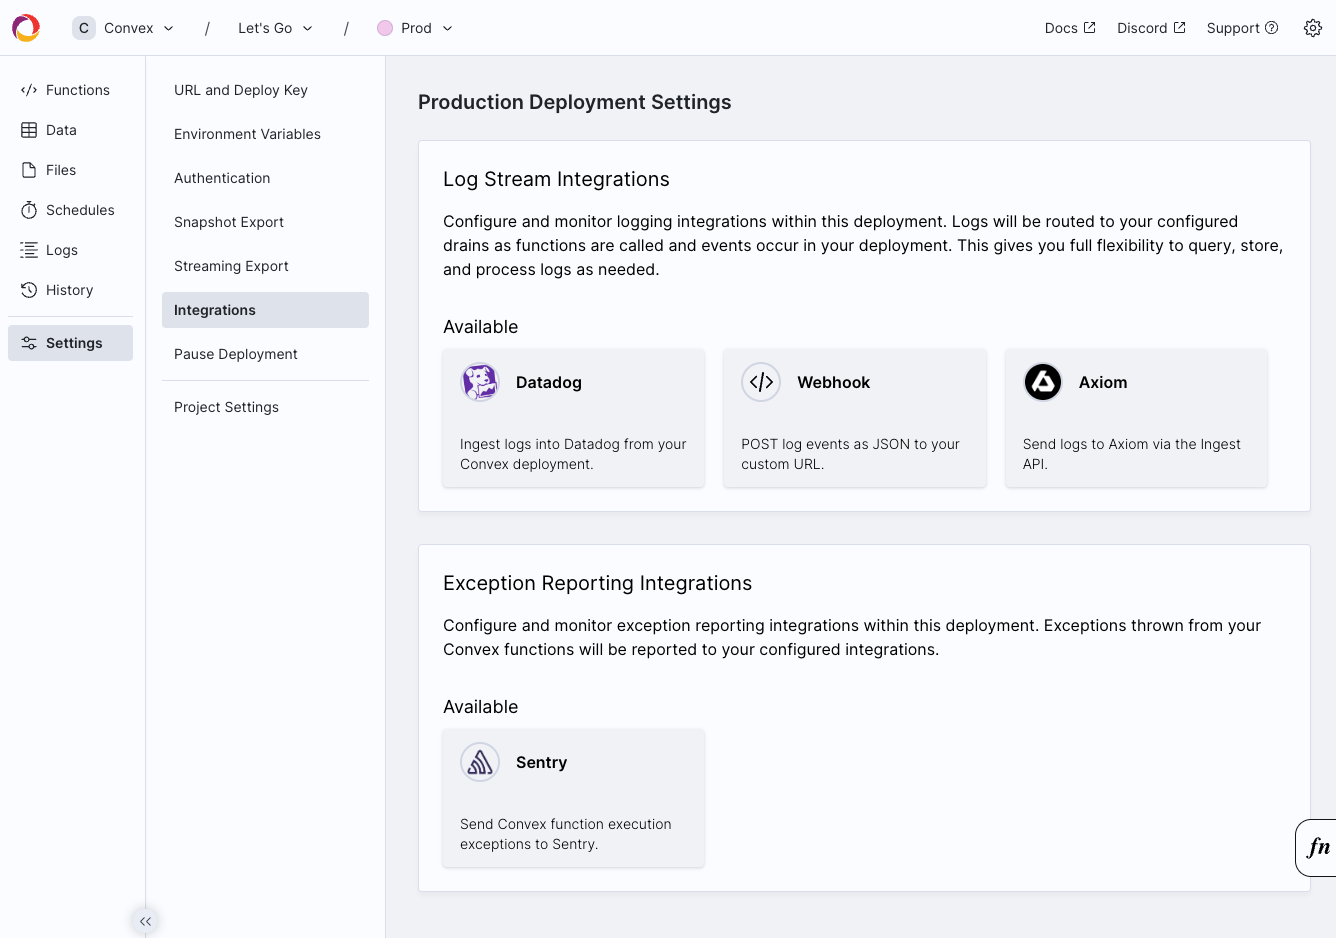 C Convex / Let's Go / Prod Docs Discord Support
Functions
Data
Files
Schedules
Logs
History
Settings
URL and Deploy Key
Environment Variables
Authentication
Snapshot Export
Streaming Export
Integrations
Pause Deployment
Project Settings
Production Deployment Settings
Log Stream Integrations
Configure and monitor logging integrations within this deployment. Logs will be routed to your configured
drains as functions are called and events occur in your deployment. This gives you full flexibility to query, store,
and process logs as needed.
Available
Datadog
Ingest logs into Datadog from your
Convex deployment.
Webhook
POST log events as JSON to your
custom URL.
Axiom
Send logs to Axiom via the Ingest
API.
Exception Reporting Integrations
Configure and monitor exception reporting integrations within this deployment. Exceptions thrown from your
Convex functions will be reported to your configured integrations.
Available
Sentry
Send Convex function execution
exceptions to Sentry.
fn